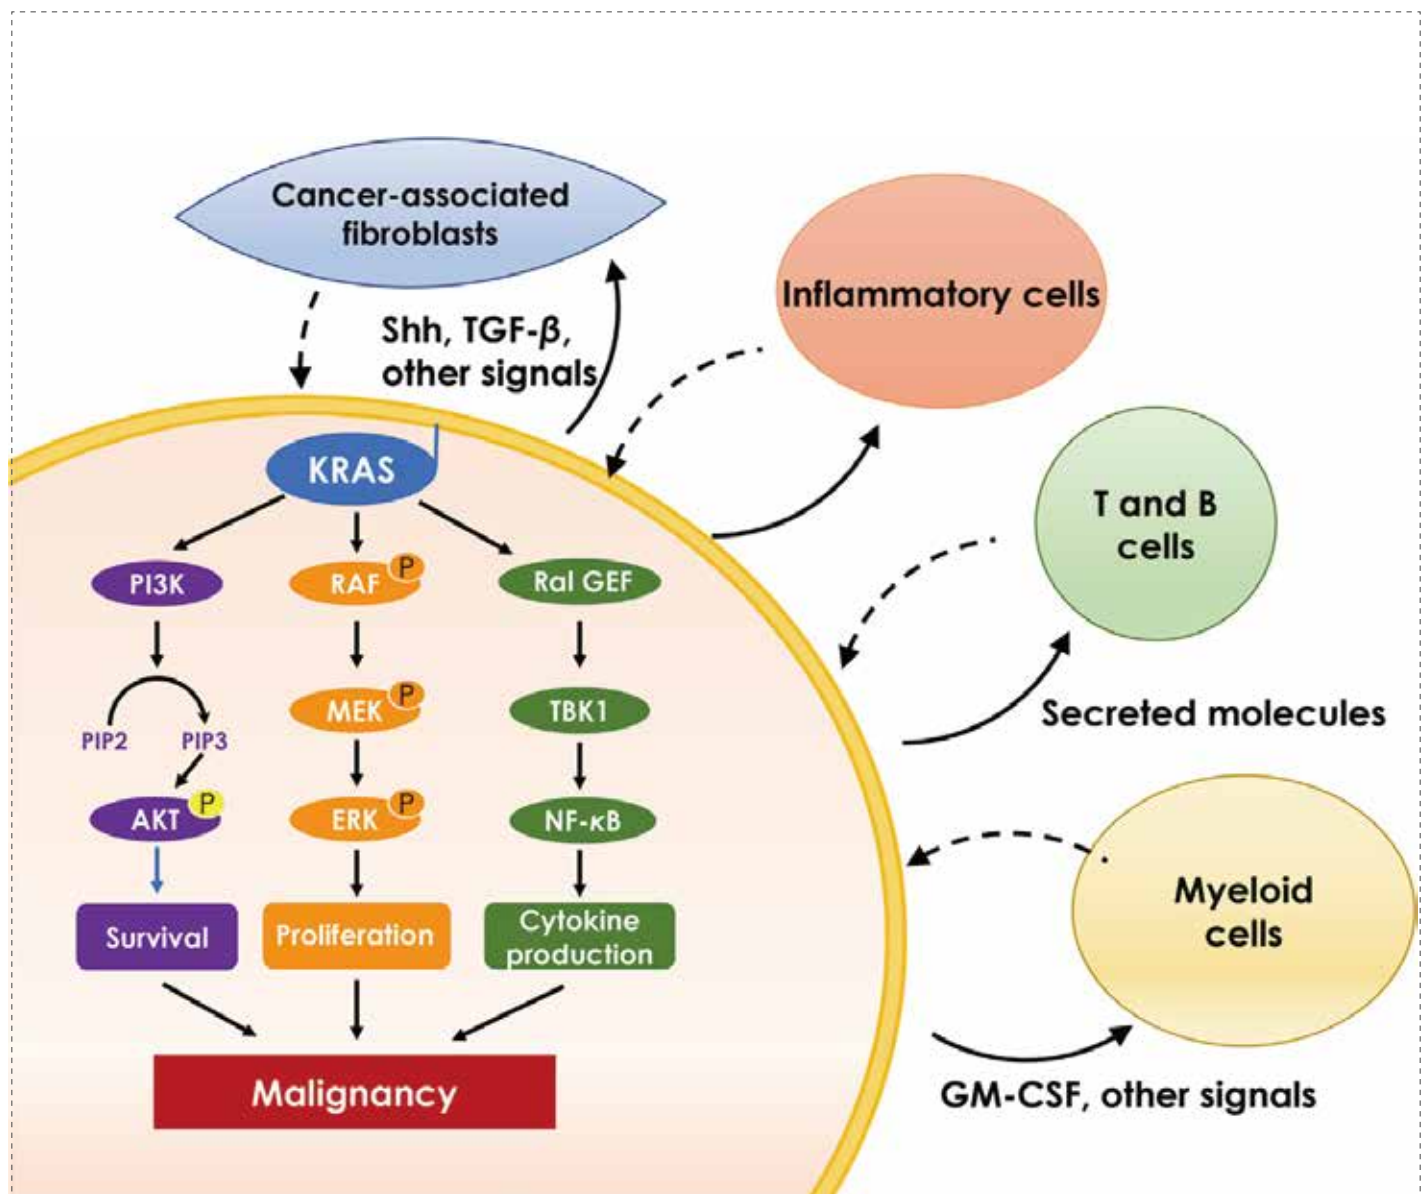 Cancer-associated
fibroblasts
Inflammatory cells
Shh, TGF-β,
other signals
KRAS
T and B
cells
PI3K
RAF
P
Ral GEF
MEK
P
TBK1
Secreted molecules
PIP2
PIP3
AKT
P
ERK
P
NF-κB
Myeloid
cells
Survival
Proliferation
Cytokine
production
Malignancy
GM-CSF, other signals